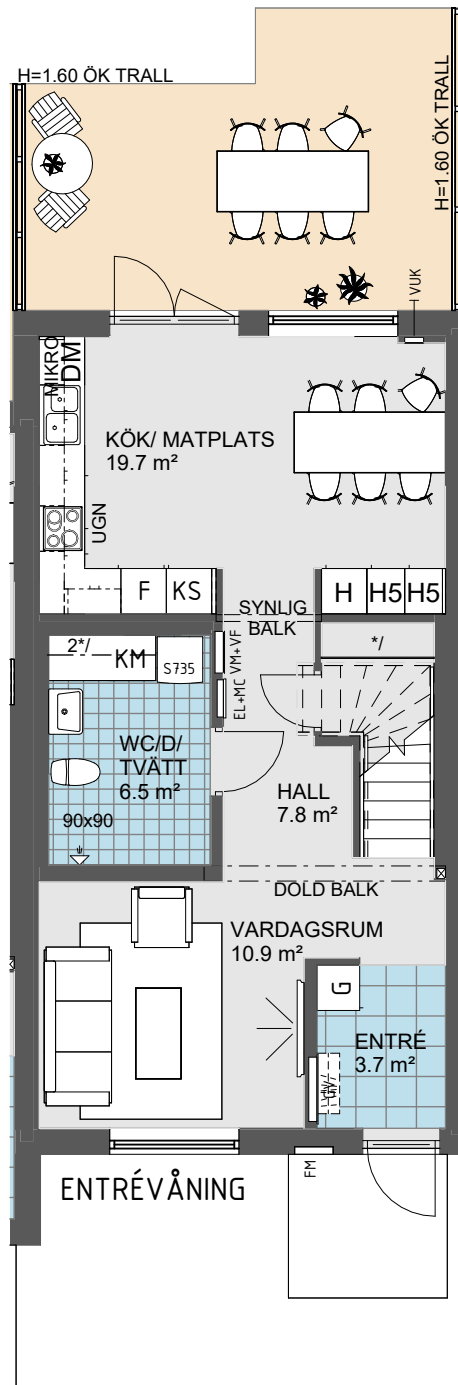 H=1.60 ÖK TRALL
H=1.60 ÖK TRALL
VUK
MIKRO
DM
KÖK/ MATPLATS
19.7 m²
UGN
F
KS
H
H5
H5
SYNLIG
BALK
2*/
KM
S735
EL+MC
VM+VF
*/
WC/D/
TVÄTT
6.5 m²
90x90
HALL
7.8 m²
DOLD BALK
VARDAGSRUM
10.9 m²
G
ENTRÉ
3.7 m²
FM
ENTRÉVÅNING